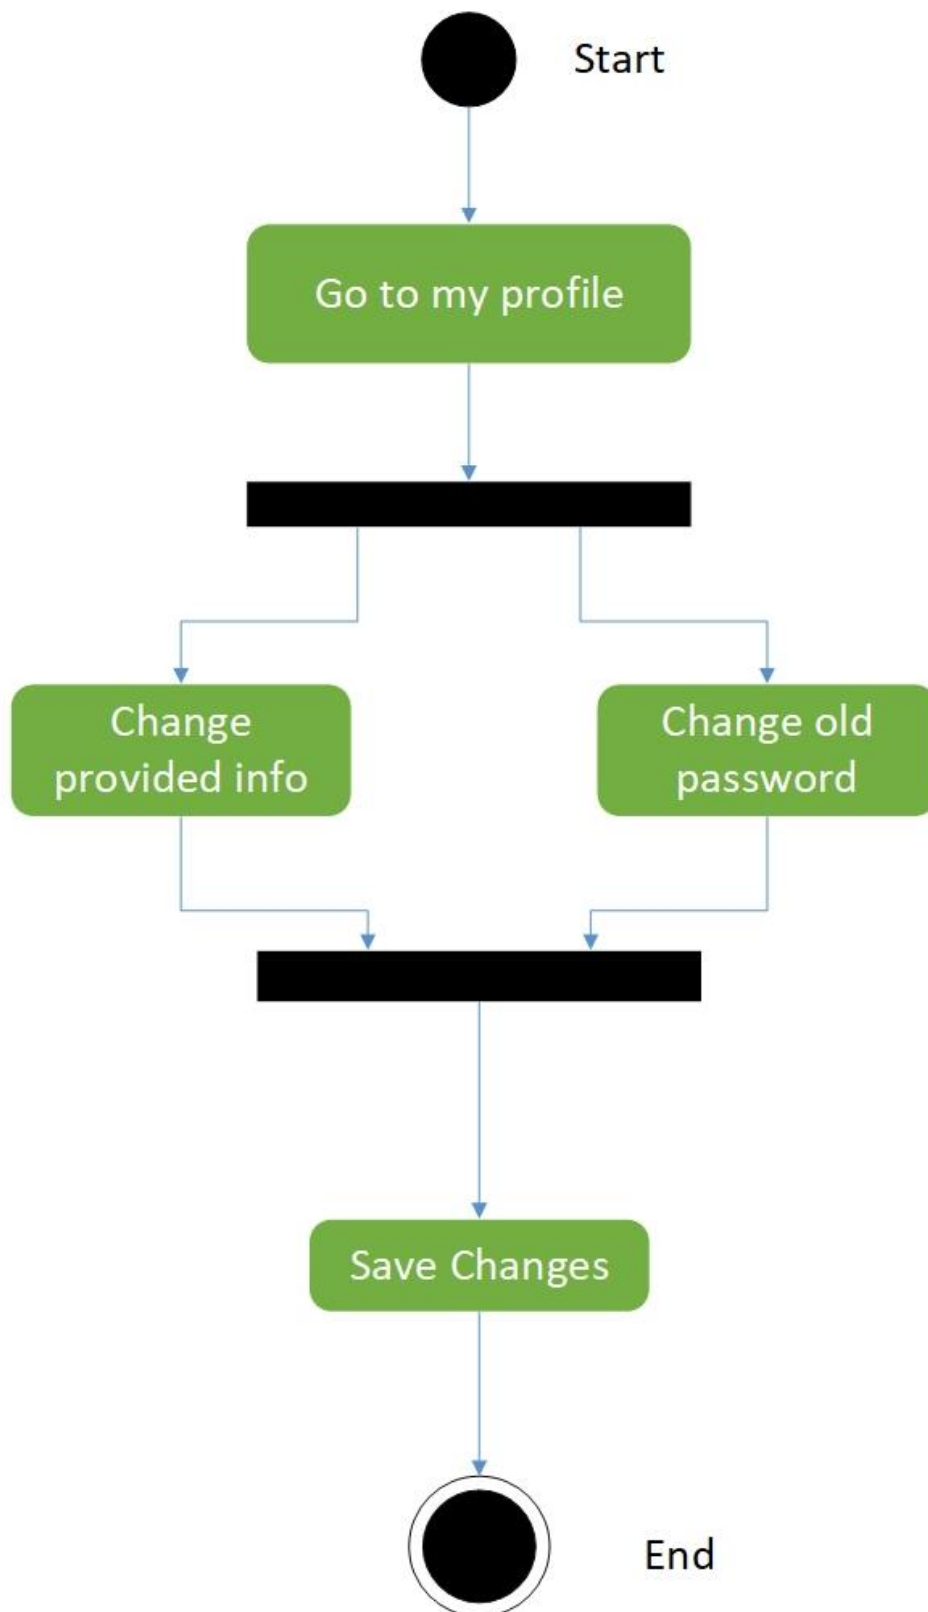 Start
Go to my profile
Change
provided info
Change old
password
Save Changes
End